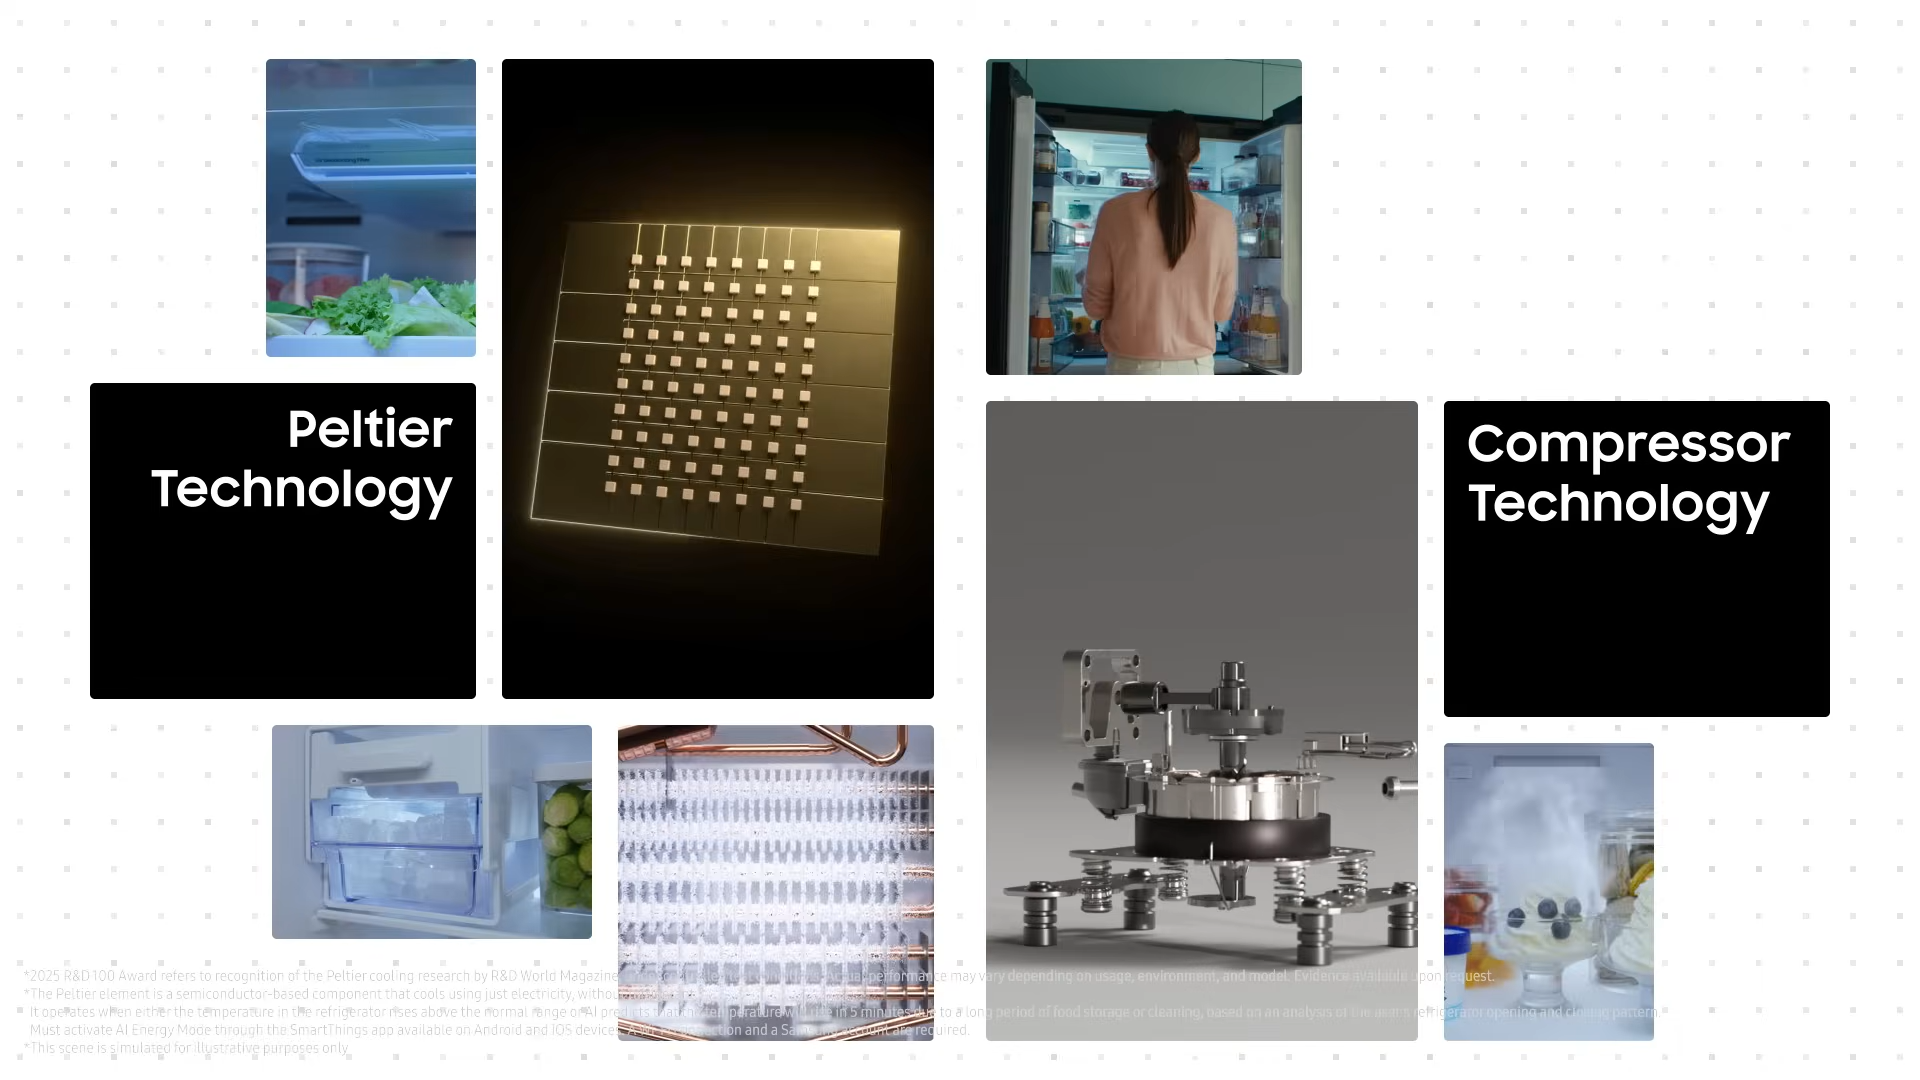 Peltier
Technology
Compressor
Technology
*2025 R&D 100 Award refers to recognition of the Peltier cooling research by R&D World Magazine performance may vary depending on usage, environment, and model. Evidence available upon request.
*The Peltier element is a semiconductor-based component that cools using just electricity,
It operates when either the temperature in the refrigerator rises above the normal range or AI predicts that the temperature will rise in 5 minutes due to a long period of food storage or cleaning, based on an analysis of the user's refrigerator opening and closing pattern.
Must activate AI Energy Mode through the SmartThings app available on Android and iOS devices. and a Samsung account are required.
*This scene is simulated for illustrative purposes only